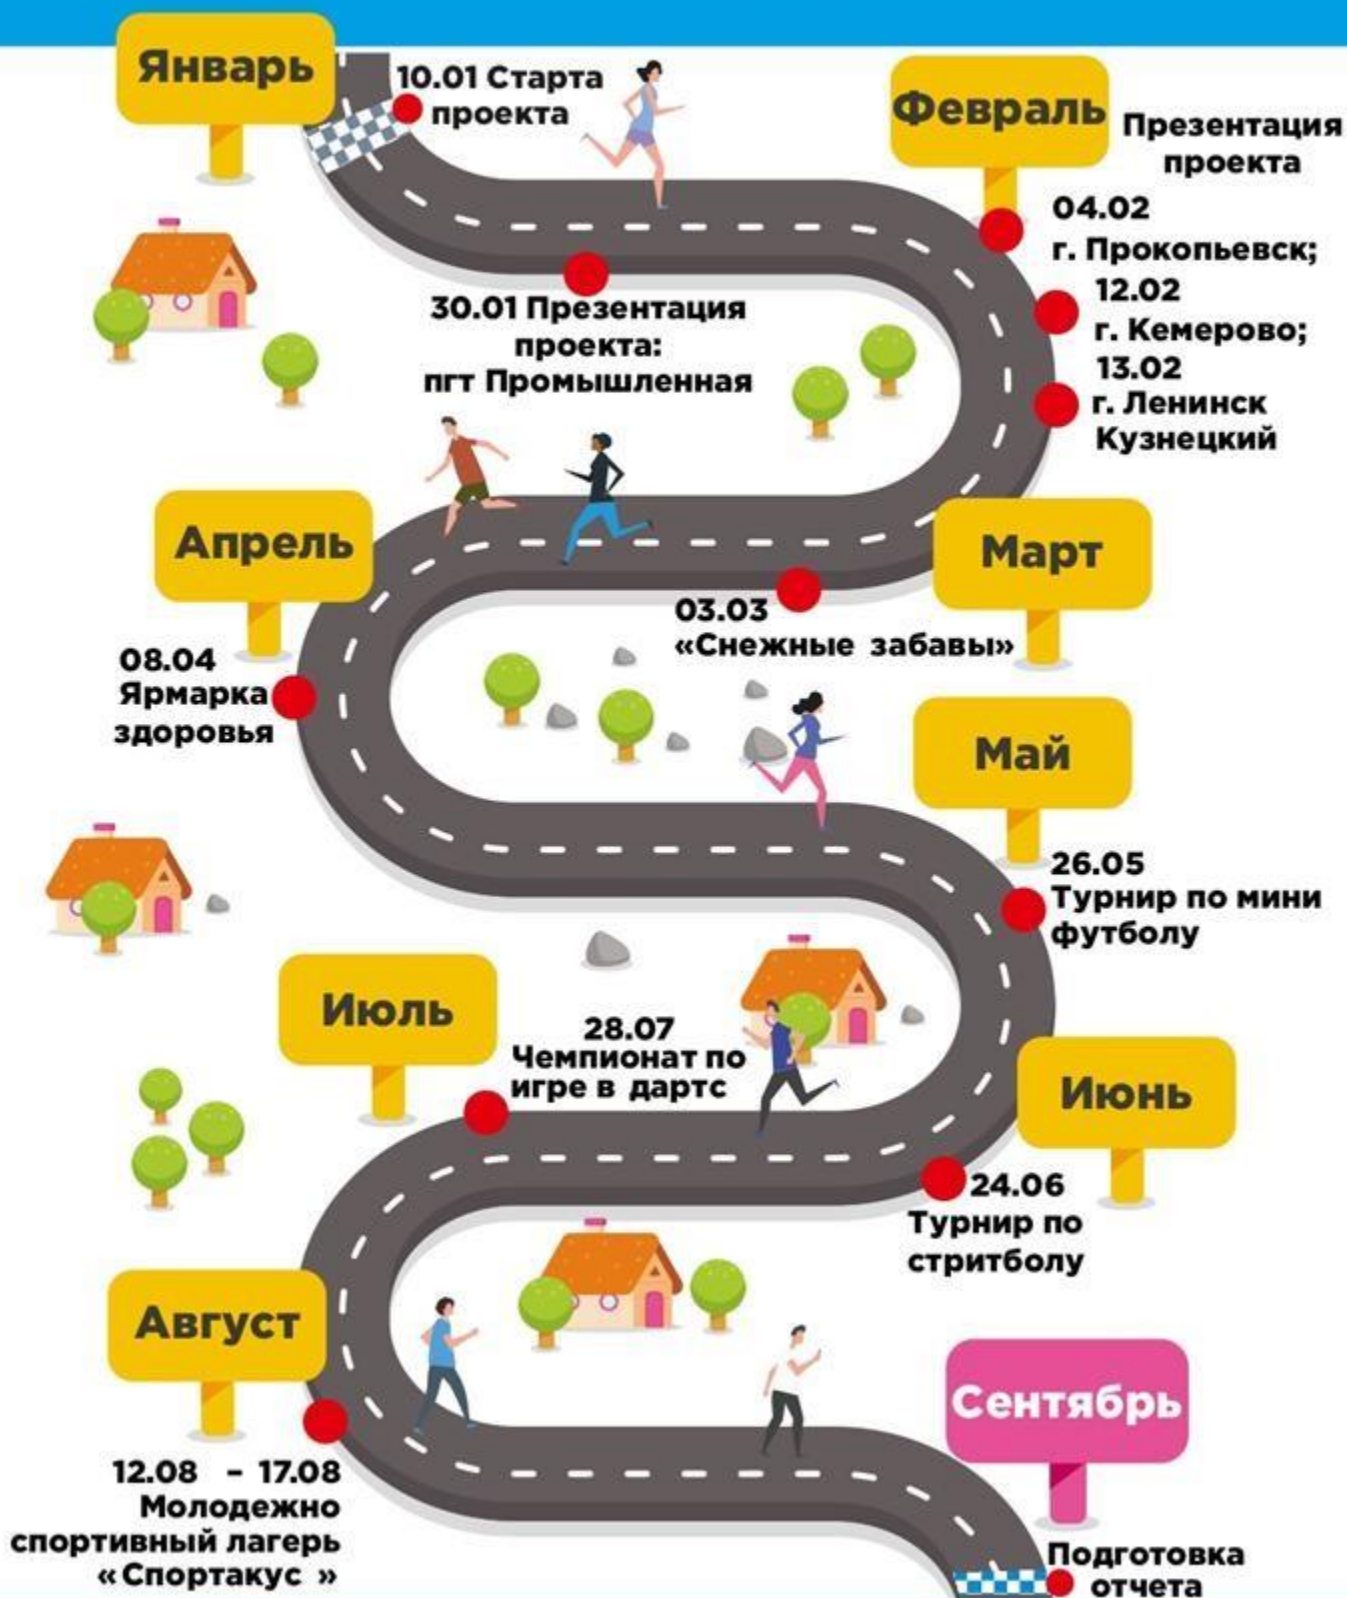 Январь
10.01 Старта
проекта
Февраль
Презентация
проекта
04.02
г. Прокопьевск;
12.02
г. Кемерово;
13.02
г. Ленинск
Кузнецкий
30.01 Презентация
проекта:
пгт Промышленная
Март
03.03
«Снежные забавы»
Апрель
08.04
Ярмарка
здоровья
Май
26.05
Турнир по мини
футболу
Июнь
24.06
Турнир по
стритболу
Июль
28.07
Чемпионат по
игре в дартс
Август
12.08 - 17.08
Молодежно
спортивный лагерь
«Спортакус »
Сентябрь
Подготовка
отчета